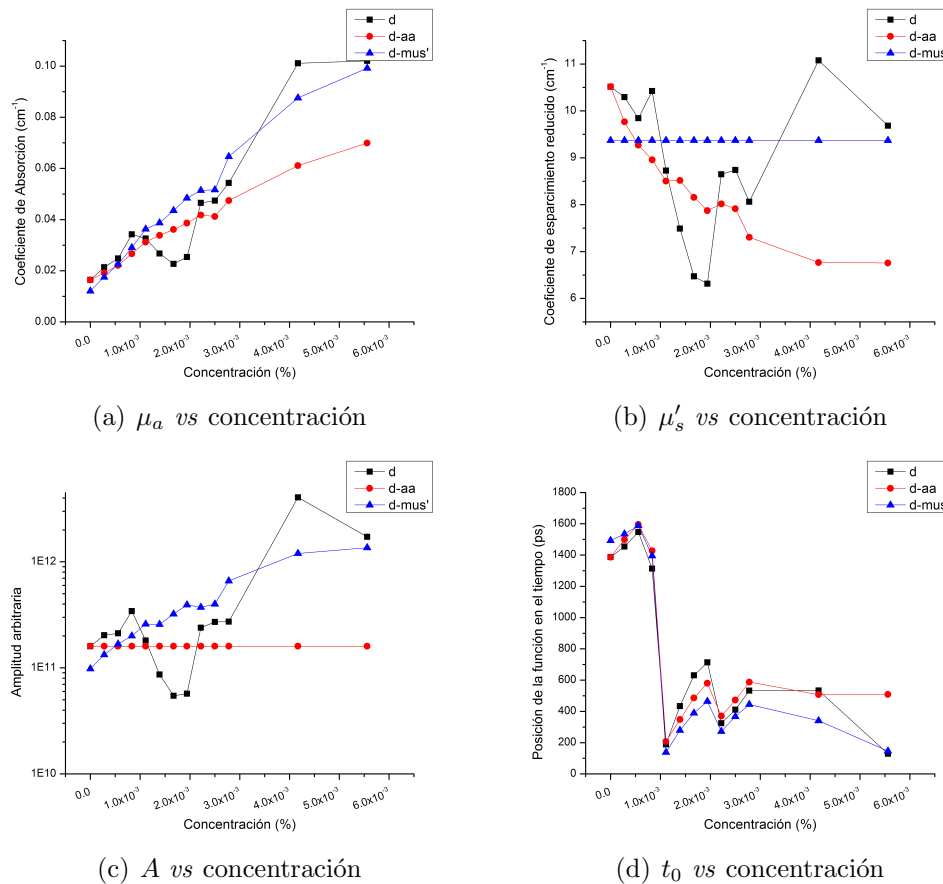 d
d-aa
d-mus'
Coeficiente de Absorción (cm⁻¹)
0.10
0.08
0.06
0.04
0.02
0.00
0.0
1.0x10⁻³
2.0x10⁻³
3.0x10⁻³
4.0x10⁻³
5.0x10⁻³
6.0x10⁻³
Concentración (%)
(a) μₐ vs concentración
d
d-aa
d-mus'
Coeficiente de esparcimiento reducido (cm⁻¹)
11
10
9
8
7
6
0.0
1.0x10⁻³
2.0x10⁻³
3.0x10⁻³
4.0x10⁻³
5.0x10⁻³
6.0x10⁻³
Concentración (%)
(b) μ′ₛ vs concentración
d
d-aa
d-mus'
Amplitud arbitraria
1E12
1E11
1E10
0.0
1.0x10⁻³
2.0x10⁻³
3.0x10⁻³
4.0x10⁻³
5.0x10⁻³
6.0x10⁻³
Concentración (%)
(c) A vs concentración
d
d-aa
d-mus'
Posición de la función en el tiempo (ps)
1800
1600
1400
1200
1000
800
600
400
200
0
0.0
1.0x10⁻³
2.0x10⁻³
3.0x10⁻³
4.0x10⁻³
5.0x10⁻³
6.0x10⁻³
Concentración (%)
(d) t₀ vs concentración